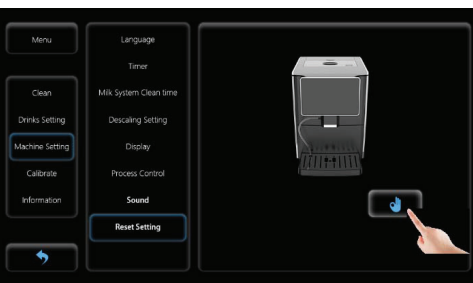 Menu
Clean
Drinks Setting
Machine Setting
Calibrate
Information
Language
Timer
Milk System Clean time
Descaling Setting
Display
Process Control
Sound
Reset Setting